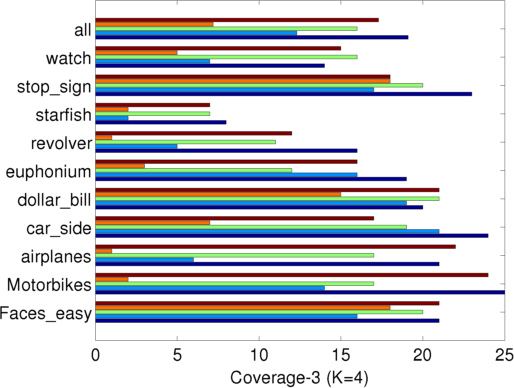 all
watch
stop_sign
starfish
revolver
euphonium
dollar_bill
car_side
airplanes
Motorbikes
Faces_easy
0 5 10 15 20 25
Coverage-3 (K=4)